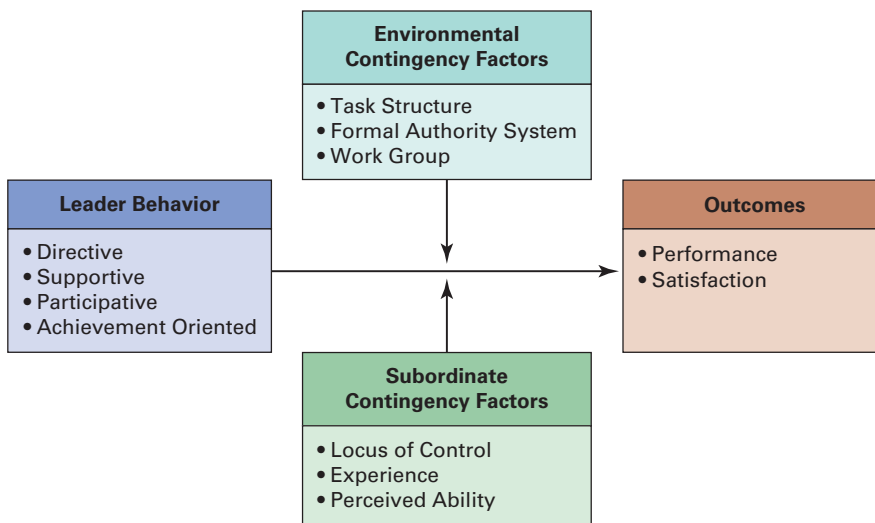 Environmental
Contingency Factors
• Task Structure
• Formal Authority System
• Work Group
Leader Behavior
• Directive
• Supportive
• Participative
• Achievement Oriented
Outcomes
• Performance
• Satisfaction
Subordinate
Contingency Factors
• Locus of Control
• Experience
• Perceived Ability